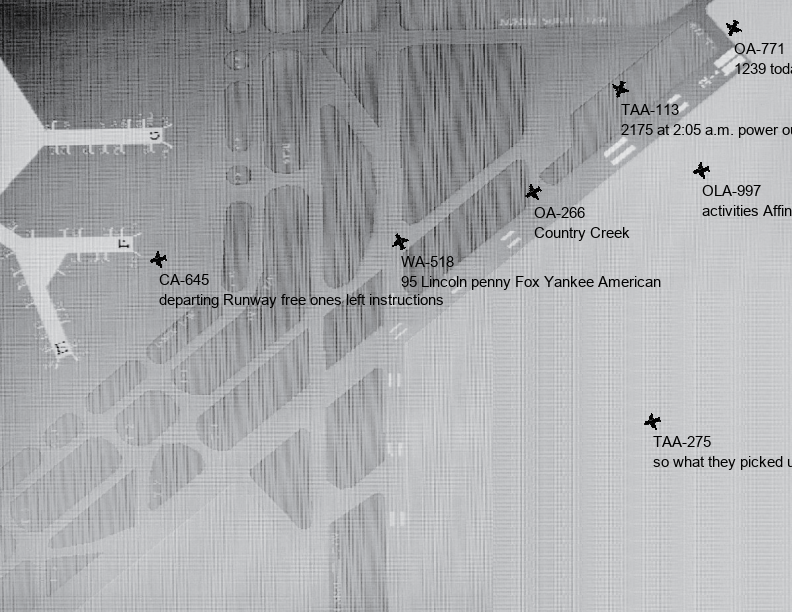 OA-771
1239 toda
TAA-113
2175 at 2:05 a.m. power ou
OLA-997
activities Affin
OA-266
Country Creek
WA-518
95 Lincoln penny Fox Yankee American
CA-645
departing Runway free ones left instructions
TAA-275
so what they picked u